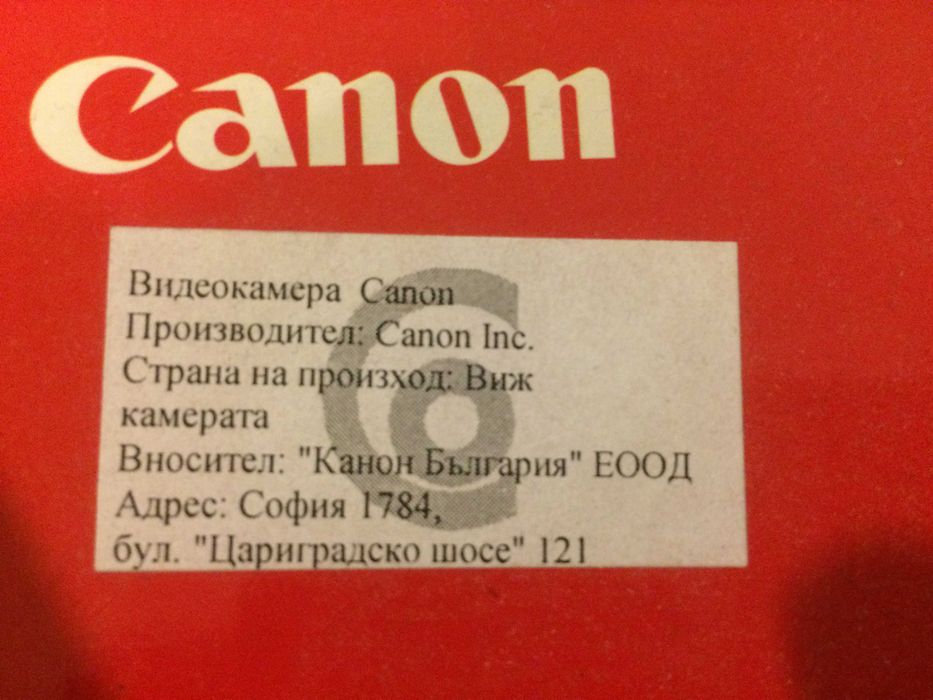 Canon
Видеокамера Canon
Производител: Canon Inc.
Страна на произход: Виж
камерата
Вносител: "Канон България" ЕООД
Адрес: София 1784,
бул. "Цариградско шосе" 121